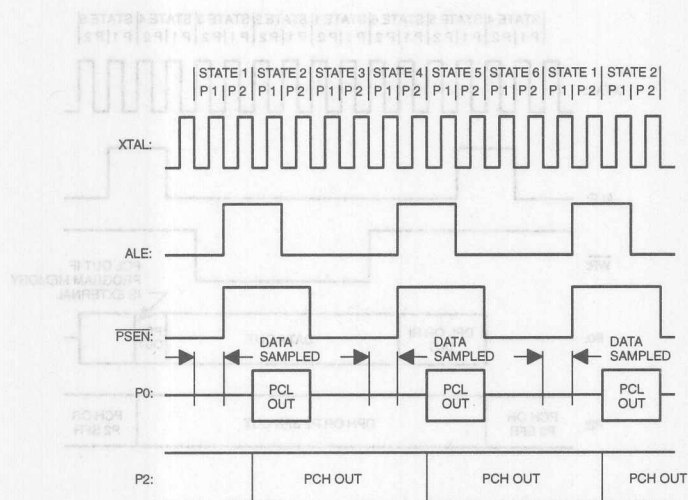 STATE 1 STATE 2 STATE 3 STATE 4 STATE 5 STATE 6 STATE 1 STATE 2
P1 P2 P1 P2 P1 P2 P1 P2 P1 P2 P1 P2 P1 P2 P1 P2
XTAL:
ALE:
PSEN:
DATA SAMPLED
DATA SAMPLED
DATA SAMPLED
P0:
PCL OUT
PCL OUT
PCL OUT
P2:
PCH OUT PCH OUT PCH OUT